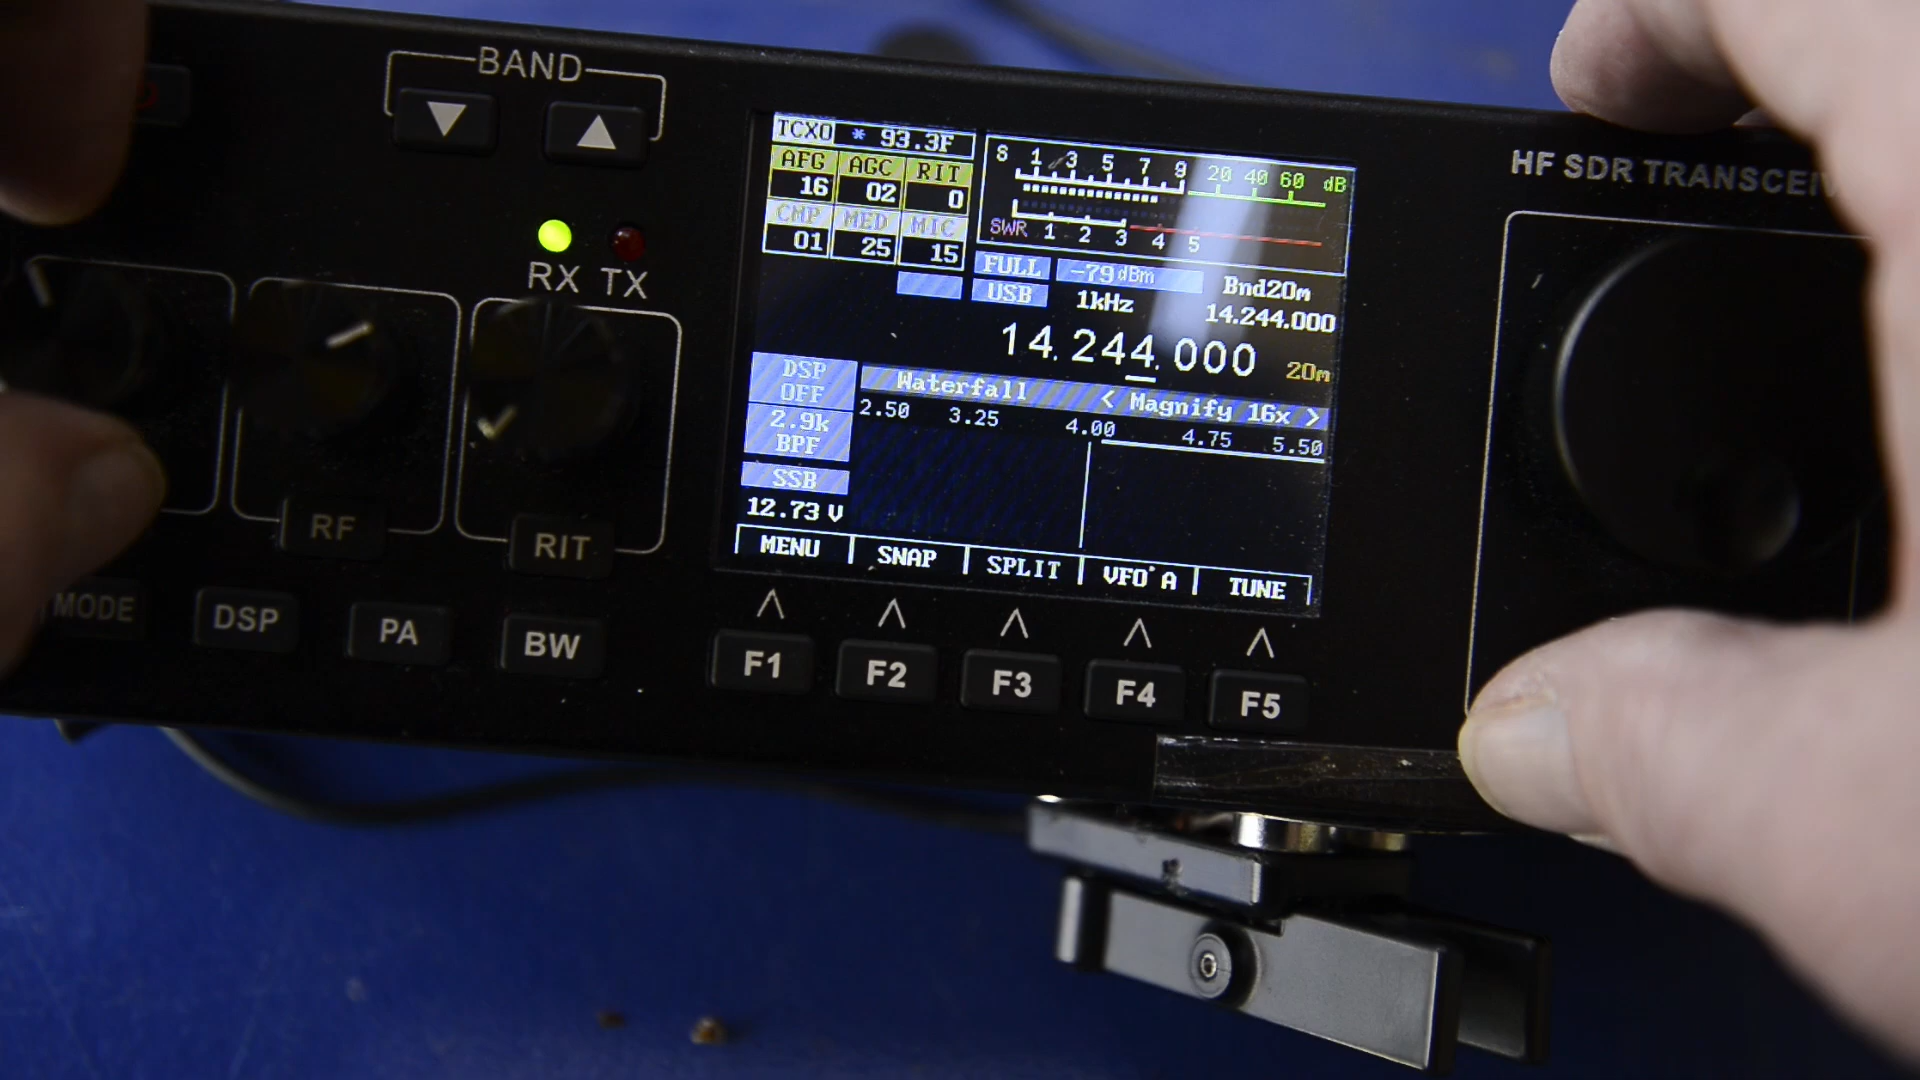 BAND
HF SDR TRANSCEIV
TCXO * 93.3F
AFG AGC RIT
16 02 0
CMP MED MIC
01 25 15
S 1 3 5 7 9 20 40 60 dB
SWR 1 2 3 4 5
RX TX
FULL -79dBm Bnd20m
USB 1kHz 14.244.000
14.244.000 20m
DSP
OFF
2.9k
BPF
SSB
12.73 V
Waterfall < Magnify 16x >
2.50 3.25 4.00 4.75 5.50
MENU SNAP SPLIT VFO A TUNE
RF RIT
MODE DSP PA BW
F1 F2 F3 F4 F5